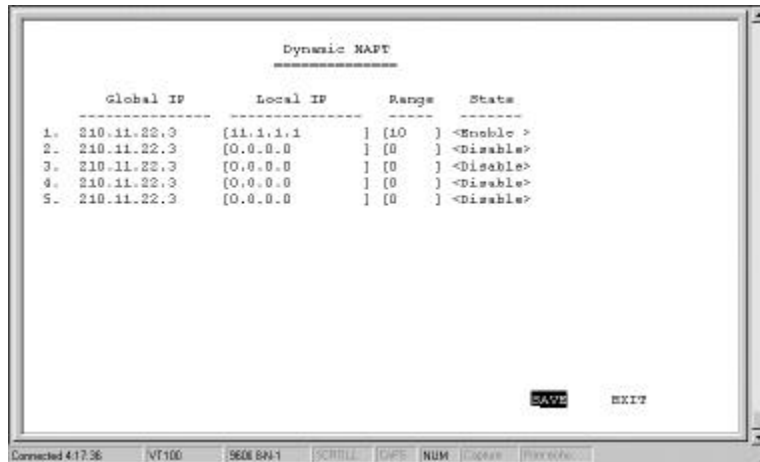 Dynamic NAPT
==============
Global IP Local IP Range State
--------------- --------------- ----- -------
1. 210.11.22.3 [11.1.1.1 ] [10 ] <Enable >
2. 210.11.22.3 [0.0.0.0 ] [0 ] <Disable>
3. 210.11.22.3 [0.0.0.0 ] [0 ] <Disable>
4. 210.11.22.3 [0.0.0.0 ] [0 ] <Disable>
5. 210.11.22.3 [0.0.0.0 ] [0 ] <Disable>
SAVE EXIT
Connected 4:17:36 VT100 9600 8-N-1 SCROLL CAPS NUM Capture Print echo